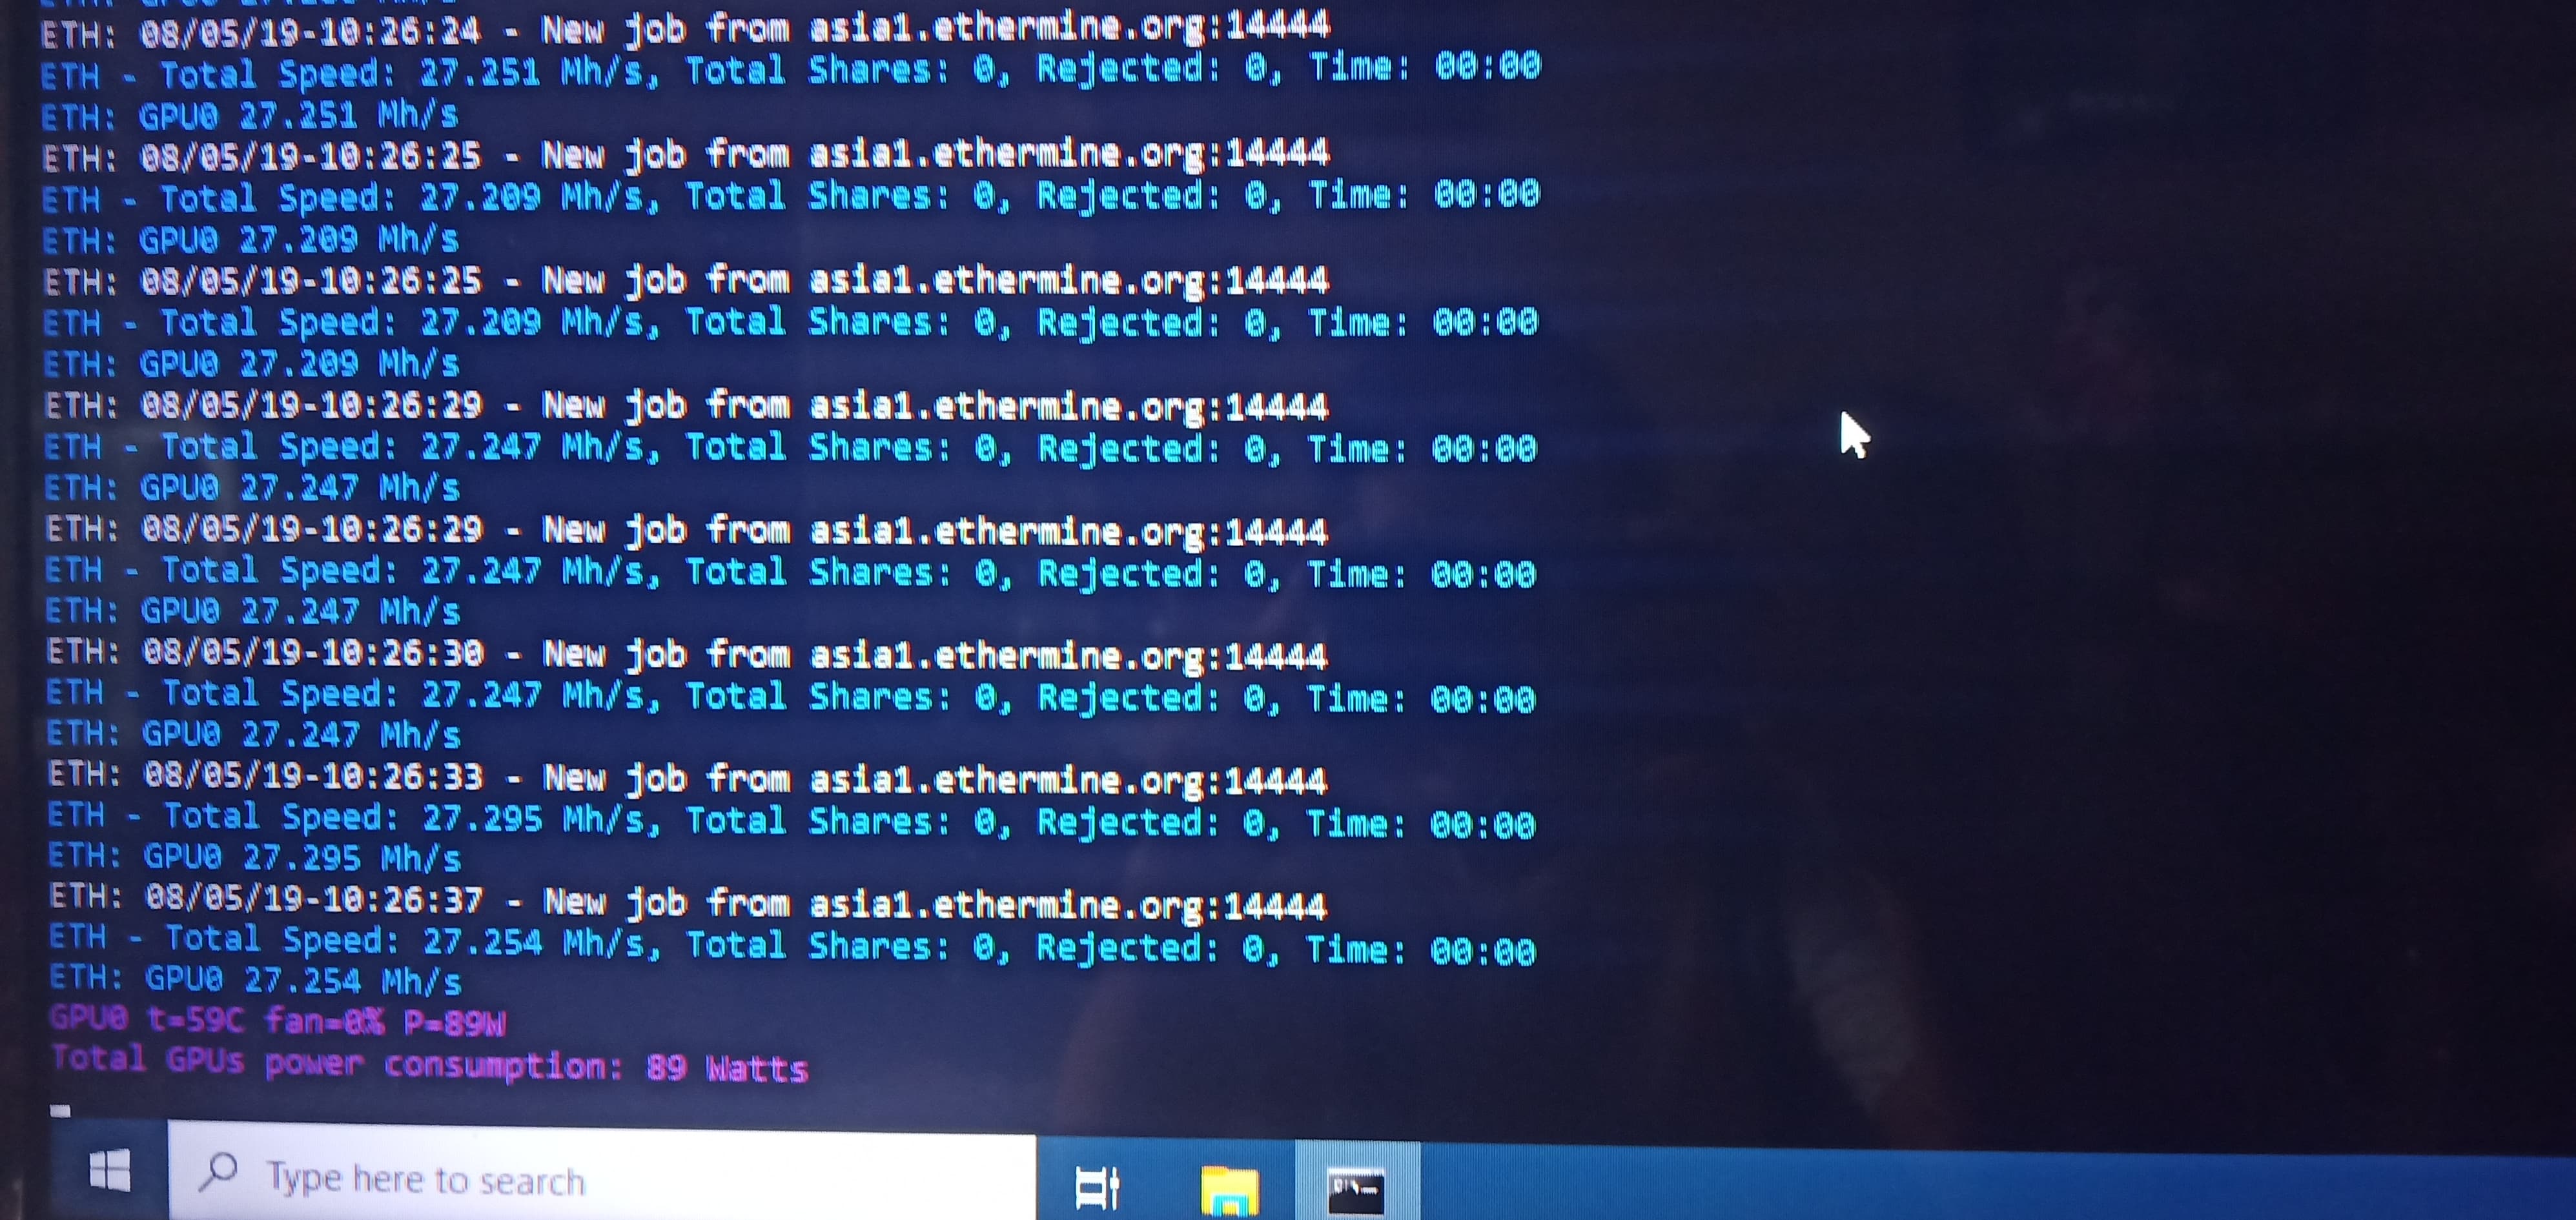 ETH: 08/05/19-10:26:24 - New job from asia1.ethermine.org:14444
ETH - Total Speed: 27.251 Mh/s, Total Shares: 0, Rejected: 0, Time: 00:00
ETH: GPU0 27.251 Mh/s
ETH: 08/05/19-10:26:25 - New job from asia1.ethermine.org:14444
ETH - Total Speed: 27.209 Mh/s, Total Shares: 0, Rejected: 0, Time: 00:00
ETH: GPU0 27.209 Mh/s
ETH: 08/05/19-10:26:25 - New job from asia1.ethermine.org:14444
ETH - Total Speed: 27.209 Mh/s, Total Shares: 0, Rejected: 0, Time: 00:00
ETH: GPU0 27.209 Mh/s
ETH: 08/05/19-10:26:29 - New job from asia1.ethermine.org:14444
ETH - Total Speed: 27.247 Mh/s, Total Shares: 0, Rejected: 0, Time: 00:00
ETH: GPU0 27.247 Mh/s
ETH: 08/05/19-10:26:29 - New job from asia1.ethermine.org:14444
ETH - Total Speed: 27.247 Mh/s, Total Shares: 0, Rejected: 0, Time: 00:00
ETH: GPU0 27.247 Mh/s
ETH: 08/05/19-10:26:30 - New job from asia1.ethermine.org:14444
ETH - Total Speed: 27.247 Mh/s, Total Shares: 0, Rejected: 0, Time: 00:00
ETH: GPU0 27.247 Mh/s
ETH: 08/05/19-10:26:33 - New job from asia1.ethermine.org:14444
ETH - Total Speed: 27.295 Mh/s, Total Shares: 0, Rejected: 0, Time: 00:00
ETH: GPU0 27.295 Mh/s
ETH: 08/05/19-10:26:37 - New job from asia1.ethermine.org:14444
ETH - Total Speed: 27.254 Mh/s, Total Shares: 0, Rejected: 0, Time: 00:00
ETH: GPU0 27.254 Mh/s
GPU0 t=59C fan=0% P=89W
Total GPUs power consumption: 89 Watts
Type here to search